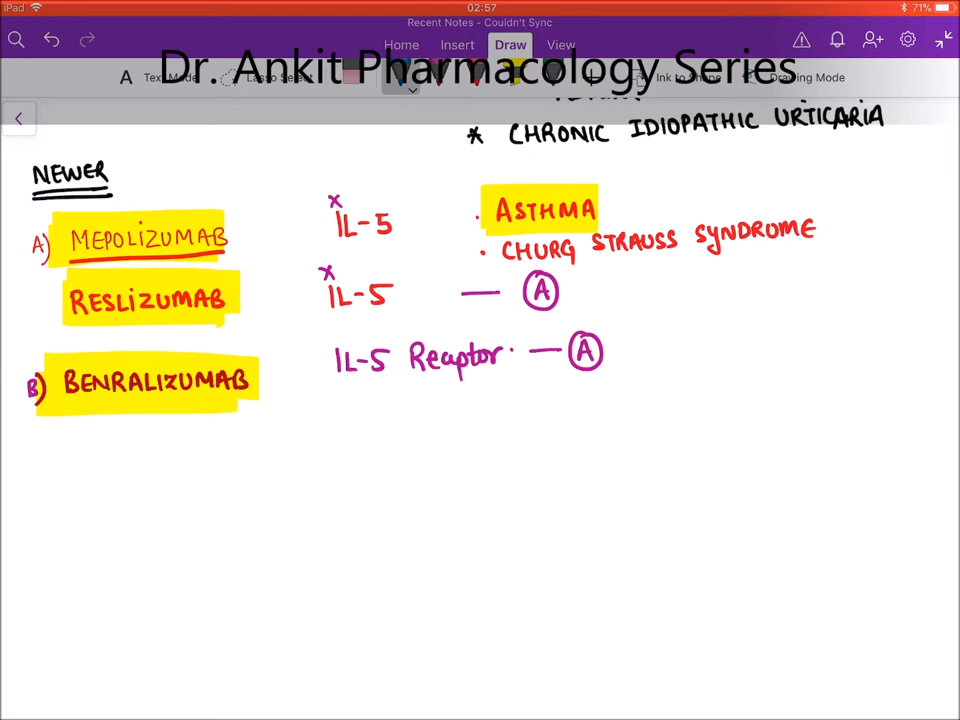 iPad 02:57 71%
Recent Notes - Couldn't Sync
Home Insert Draw View
Dr. Ankit Pharmacology Series
A Text Mode Lasso Select Ink to Shape Drawing Mode
* CHRONIC IDIOPATHIC URTICARIA
NEWER
A) MEPOLIZUMAB x IL-5 · ASTHMA
· CHURG STRAUSS SYNDROME
RESLIZUMAB x IL-5 — A
B) BENRALIZUMAB IL-5 Receptor — A